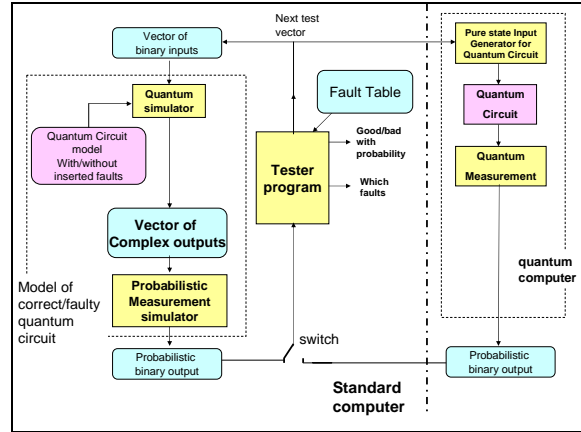 Vector of
binary inputs
Next test
vector
Pure state Input
Generator for
Quantum Circuit
Quantum
simulator
Fault Table
Quantum
Circuit
Quantum Circuit
model
With/without
inserted faults
Good/bad
with
probability
Tester
program
Which
faults
Quantum
Measurement
Vector of
Complex outputs
quantum
computer
Model of
correct/faulty
quantum
circuit
Probabilistic
Measurement
simulator
switch
Probabilistic
binary output
Standard
computer
Probabilistic
binary output